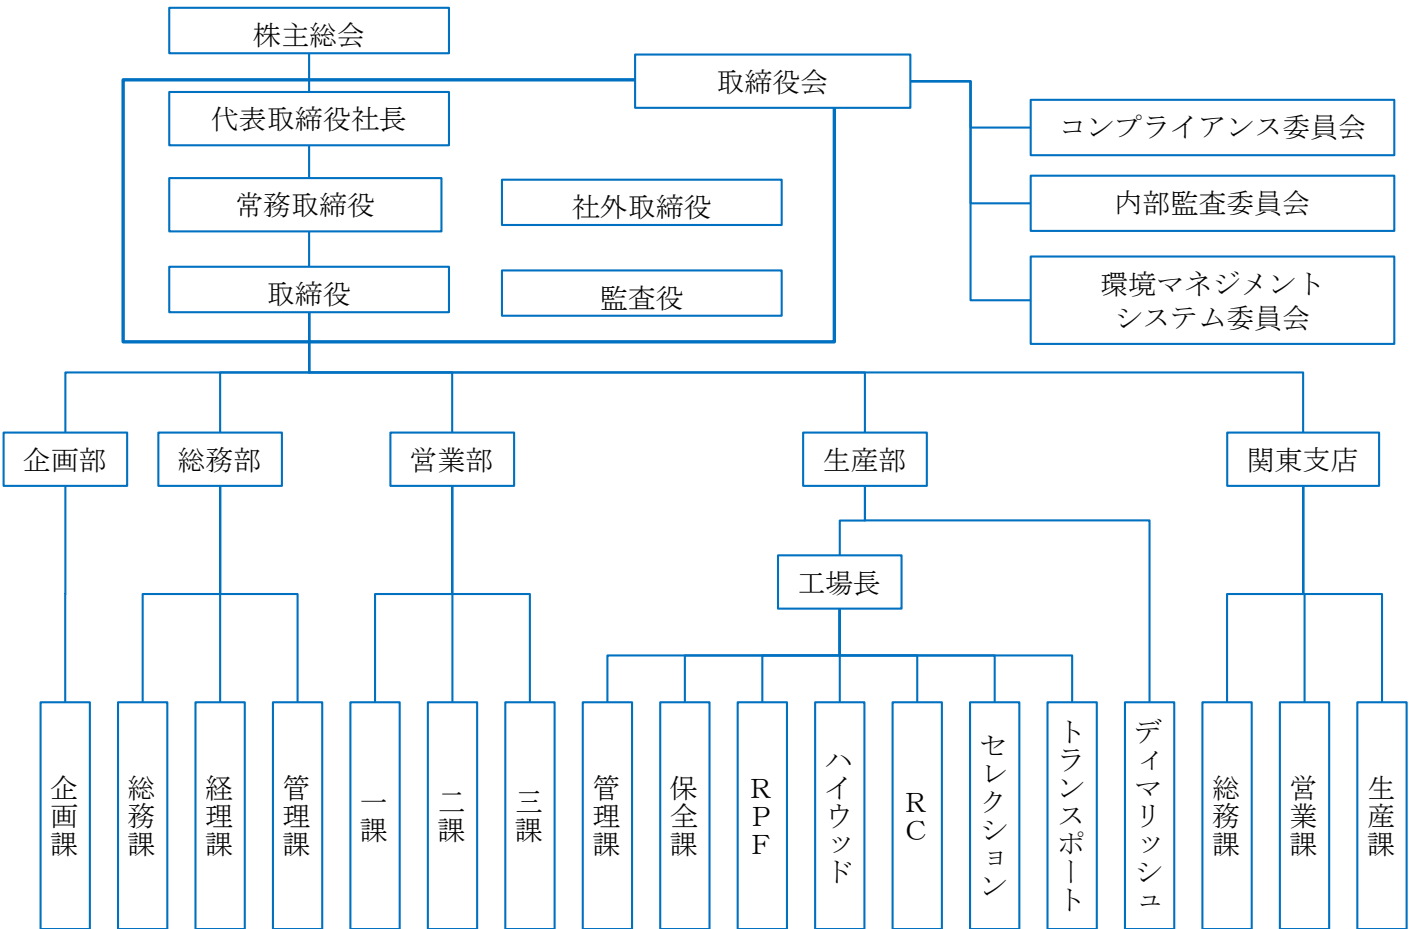 株主総会
取締役会
代表取締役社長
コンプライアンス委員会
常務取締役
社外取締役
内部監査委員会
取締役
監査役
環境マネジメント
システム委員会
企画部
総務部
営業部
生産部
関東支店
工場長
企画課
総務課
経理課
管理課
一課
二課
三課
管理課
保全課
RPF
ハイウッド
RC
セレクション
トランスポート
ディマリッシュ
総務課
営業課
生産課